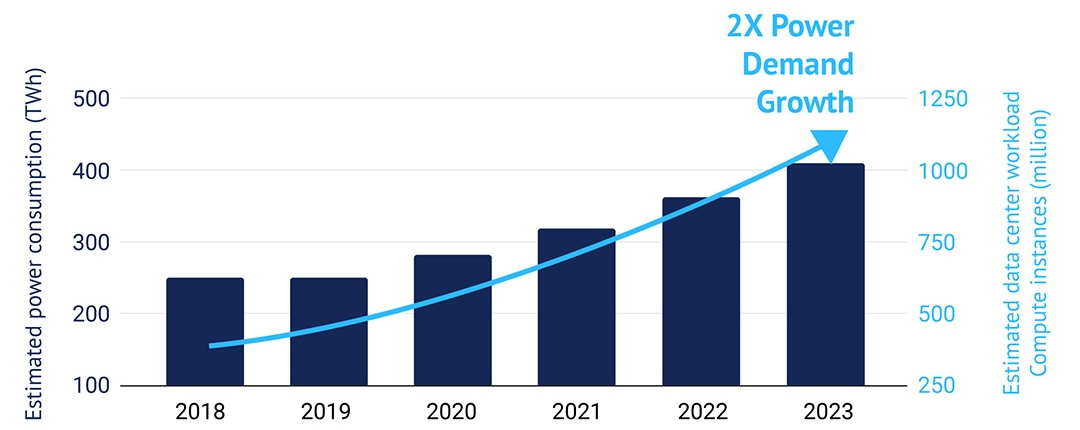 2X Power
Demand
Growth
Estimated power consumption (TWh)
500
400
300
200
100
1250
1000
750
500
250
Estimated data center workload
Compute instances (million)
2018 2019 2020 2021 2022 2023